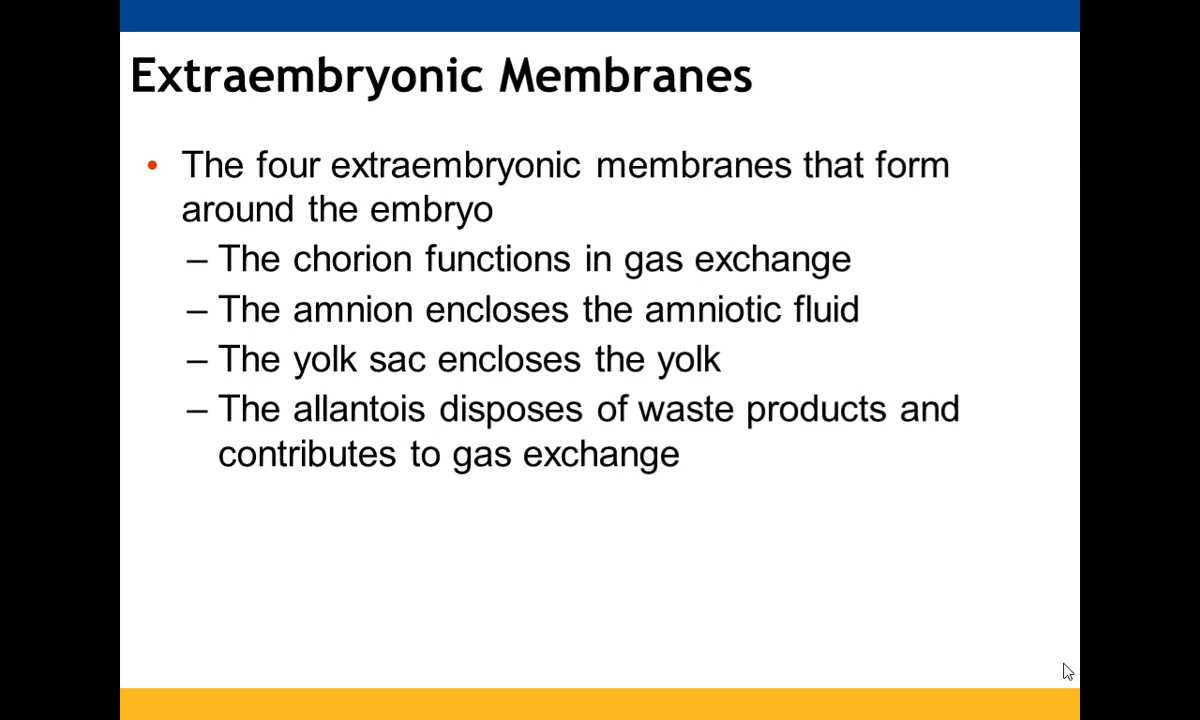 Extraembryonic Membranes
• The four extraembryonic membranes that form
around the embryo
– The chorion functions in gas exchange
– The amnion encloses the amniotic fluid
– The yolk sac encloses the yolk
– The allantois disposes of waste products and
contributes to gas exchange